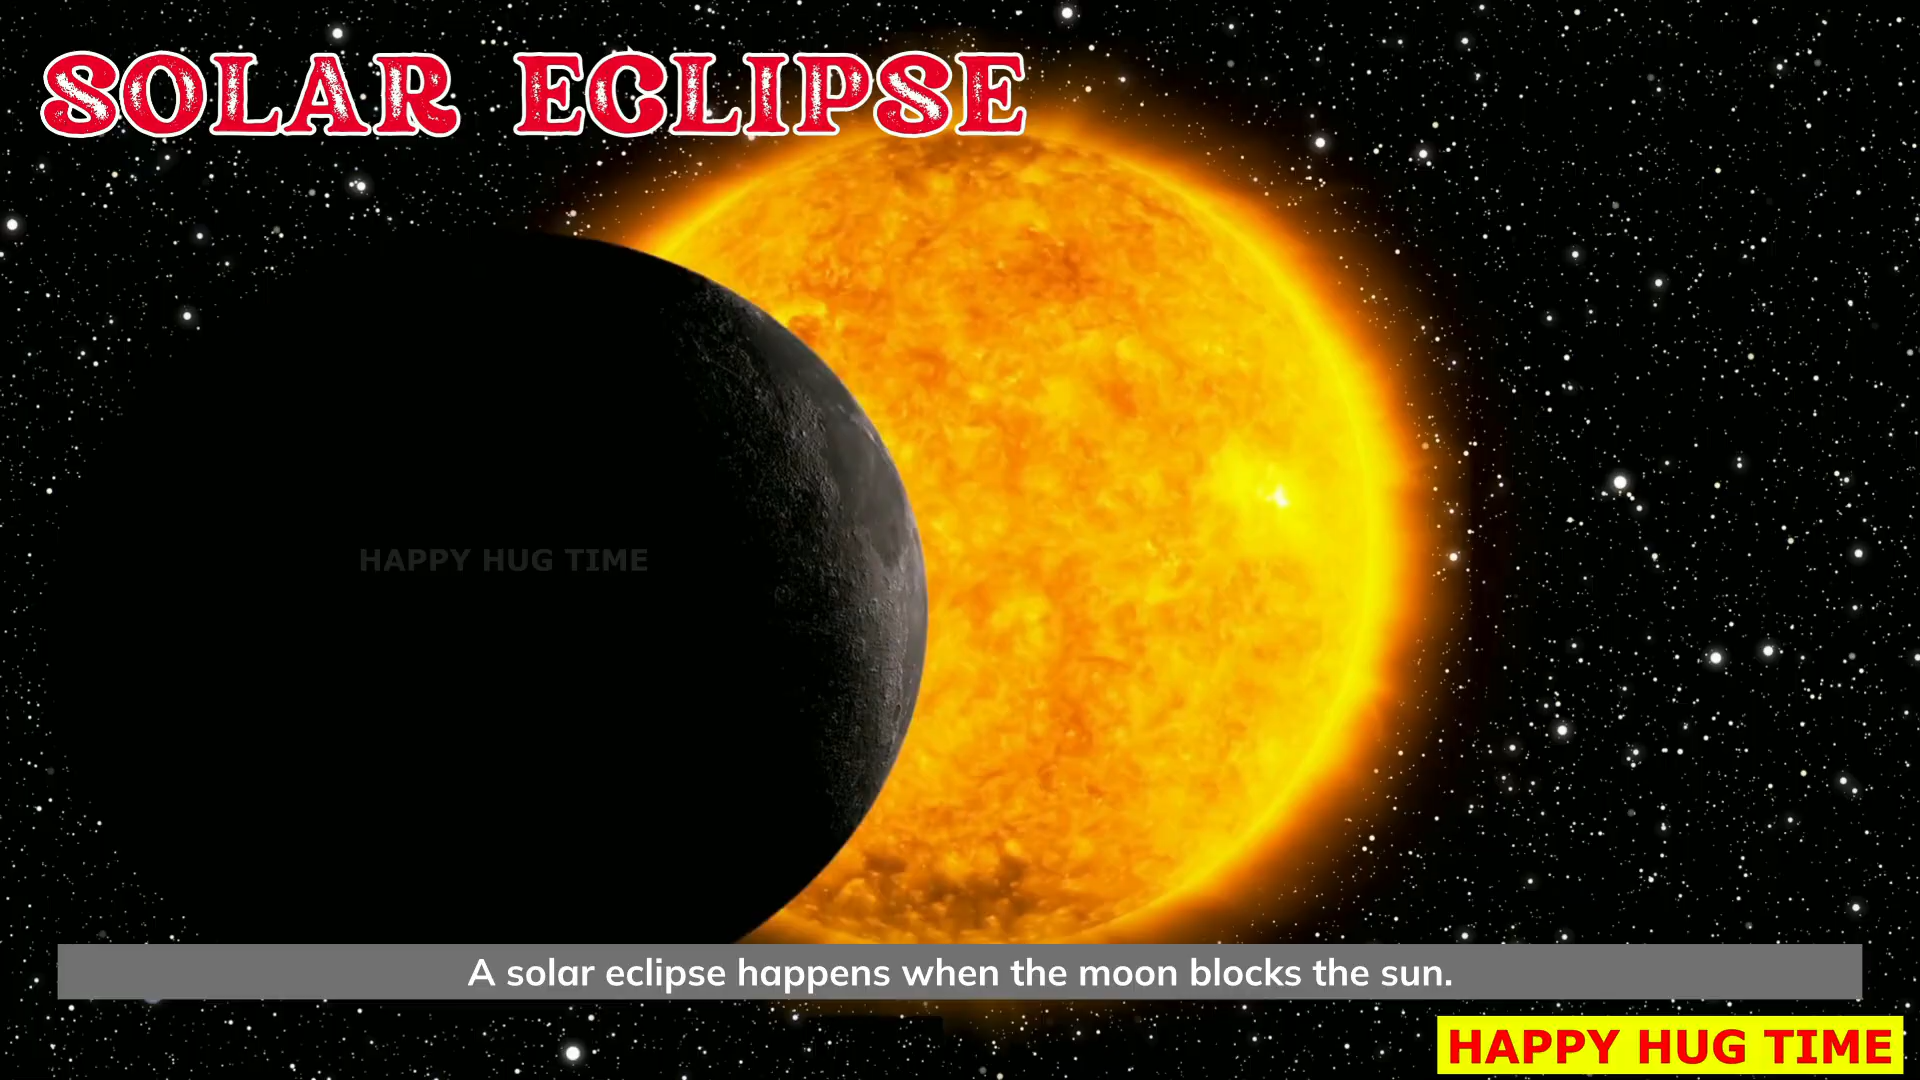 SOLAR ECLIPSE
HAPPY HUG TIME
A solar eclipse happens when the moon blocks the sun.
HAPPY HUG TIME